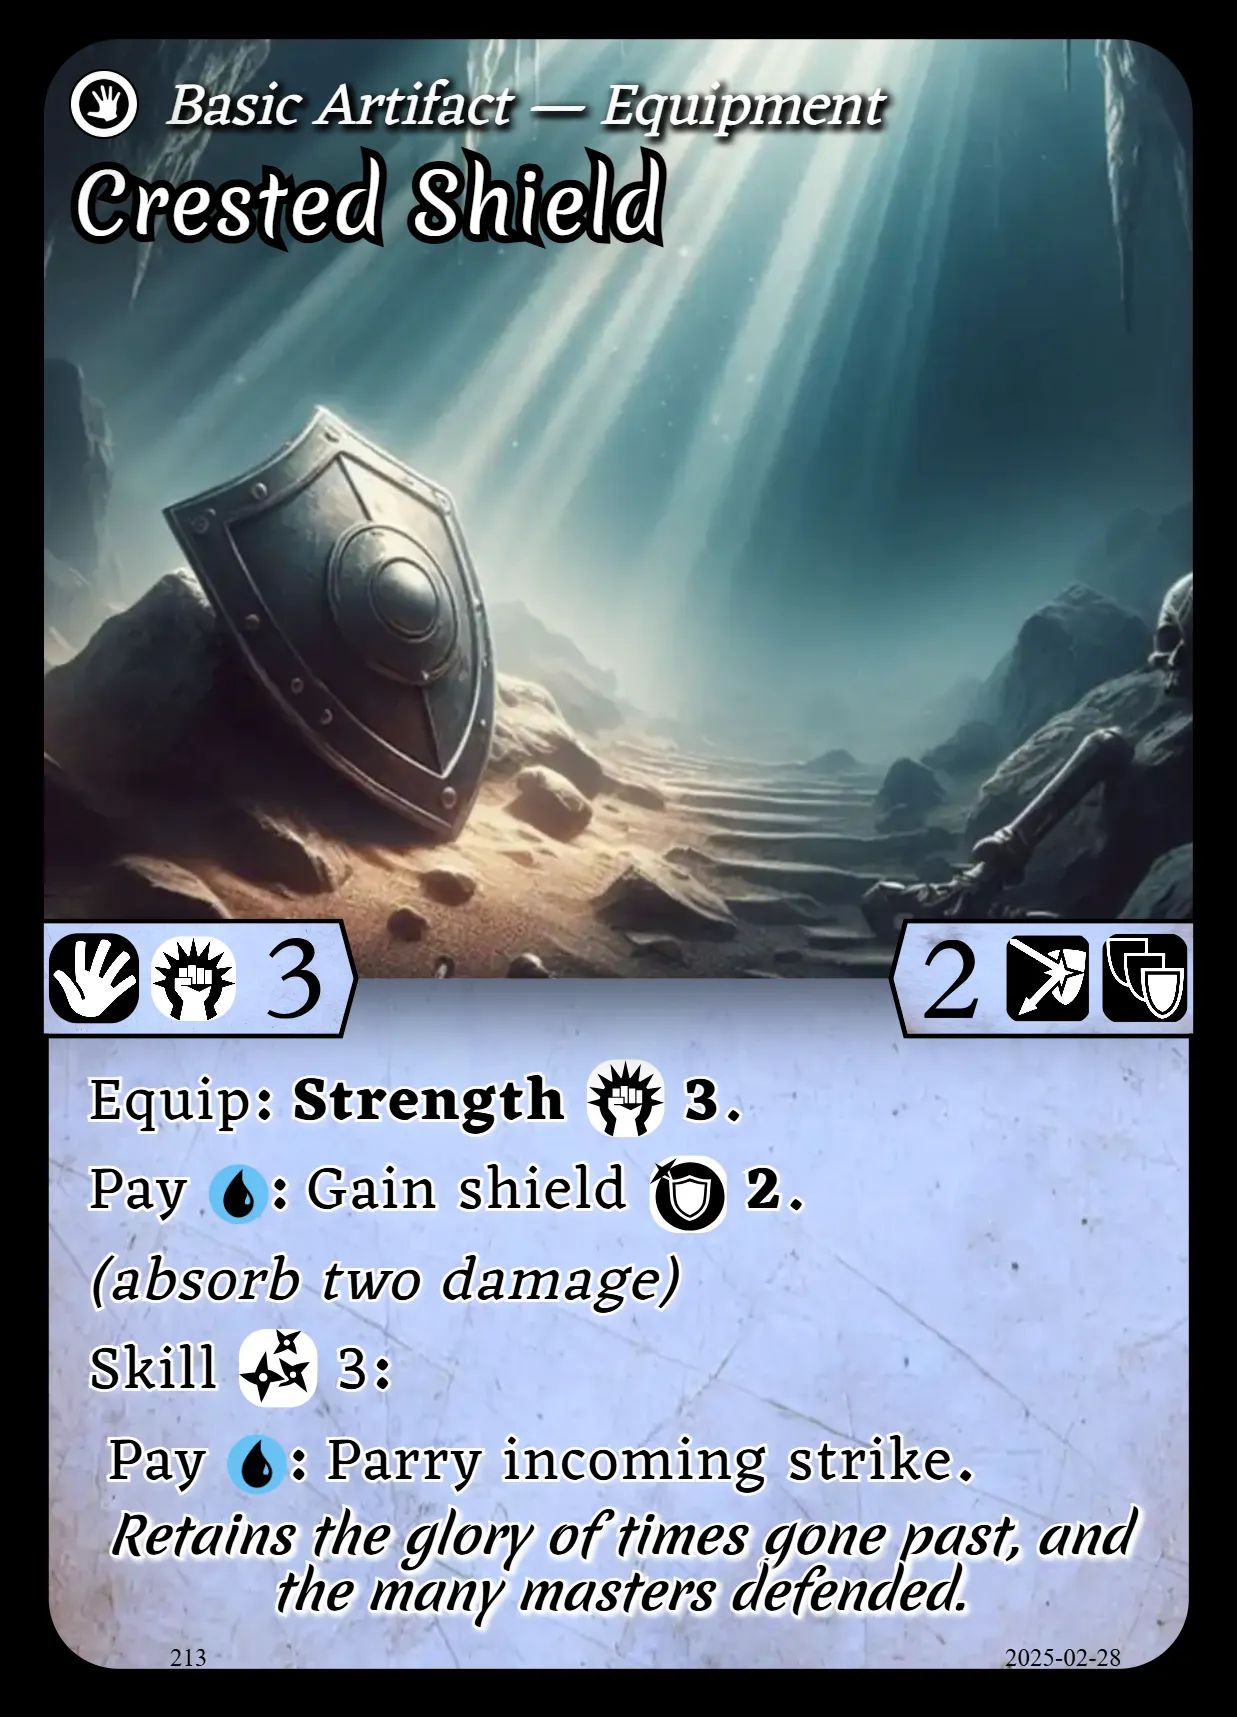 Basic Artifact — Equipment
Crested Shield
3
2
Equip: Strength 3.
Pay : Gain shield 2.
(absorb two damage)
Skill 3:
Pay : Parry incoming strike.
Retains the glory of times gone past, and
the many masters defended.
213
2025-02-28